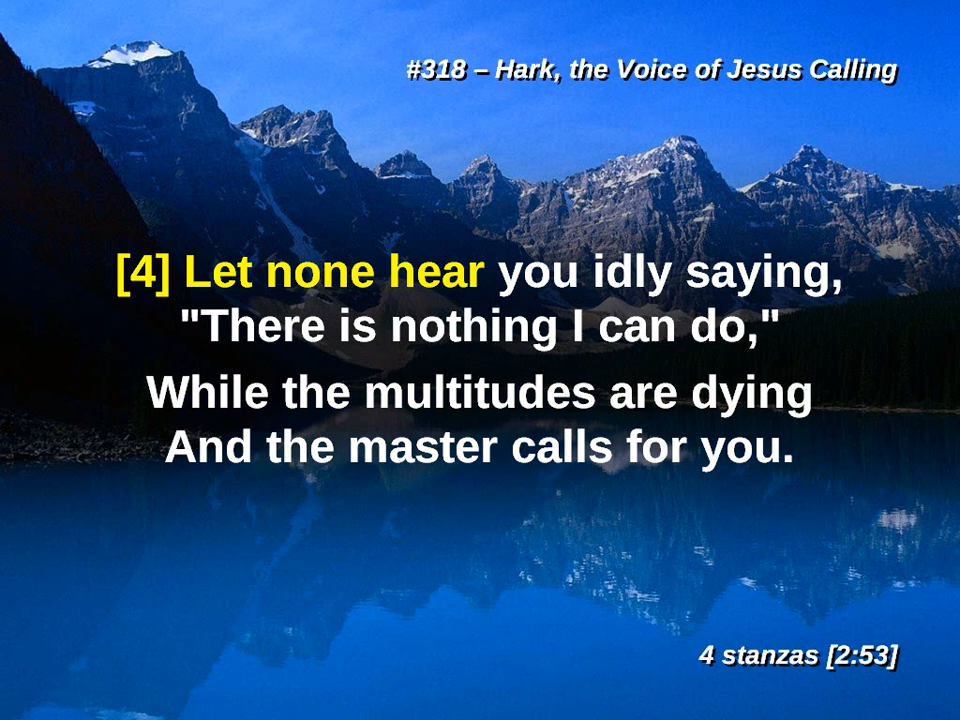 #318 – Hark, the Voice of Jesus Calling
[4] Let none hear you idly saying,
"There is nothing I can do,"
While the multitudes are dying
And the master calls for you.
4 stanzas [2:53]